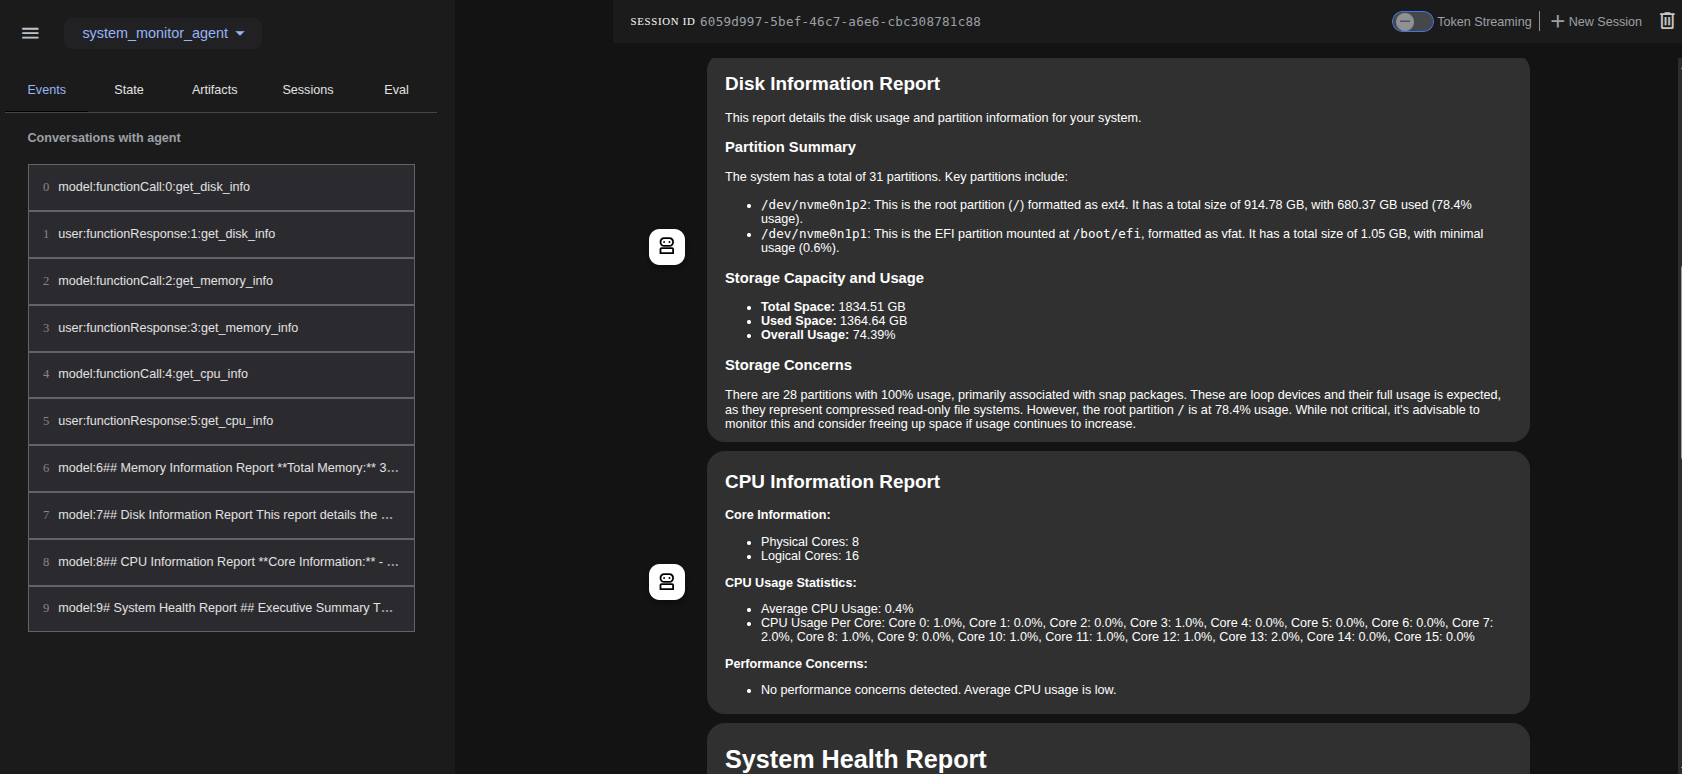 system_monitor_agent
SESSION ID 6059d997-5bef-46c7-a6e6-cbc308781c88
Token Streaming
New Session
Events
State
Artifacts
Sessions
Eval
Conversations with agent
0 model:functionCall:0:get_disk_info
1 user:functionResponse:1:get_disk_info
2 model:functionCall:2:get_memory_info
3 user:functionResponse:3:get_memory_info
4 model:functionCall:4:get_cpu_info
5 user:functionResponse:5:get_cpu_info
6 model:6## Memory Information Report **Total Memory:** 3...
7 model:7## Disk Information Report This report details the ...
8 model:8## CPU Information Report **Core Information:** - ...
9 model:9# System Health Report ## Executive Summary T...
Disk Information Report
This report details the disk usage and partition information for your system.
Partition Summary
The system has a total of 31 partitions. Key partitions include:
• /dev/nvme0n1p2: This is the root partition (/) formatted as ext4. It has a total size of 914.78 GB, with 680.37 GB used (78.4%
usage).
• /dev/nvme0n1p1: This is the EFI partition mounted at /boot/efi, formatted as vfat. It has a total size of 1.05 GB, with minimal
usage (0.6%).
Storage Capacity and Usage
• Total Space: 1834.51 GB
• Used Space: 1364.64 GB
• Overall Usage: 74.39%
Storage Concerns
There are 28 partitions with 100% usage, primarily associated with snap packages. These are loop devices and their full usage is expected,
as they represent compressed read-only file systems. However, the root partition / is at 78.4% usage. While not critical, it's advisable to
monitor this and consider freeing up space if usage continues to increase.
CPU Information Report
Core Information:
• Physical Cores: 8
• Logical Cores: 16
CPU Usage Statistics:
• Average CPU Usage: 0.4%
• CPU Usage Per Core: Core 0: 1.0%, Core 1: 0.0%, Core 2: 0.0%, Core 3: 1.0%, Core 4: 0.0%, Core 5: 0.0%, Core 6: 0.0%, Core 7:
2.0%, Core 8: 1.0%, Core 9: 0.0%, Core 10: 1.0%, Core 11: 1.0%, Core 12: 1.0%, Core 13: 2.0%, Core 14: 0.0%, Core 15: 0.0%
Performance Concerns:
• No performance concerns detected. Average CPU usage is low.
System Health Report